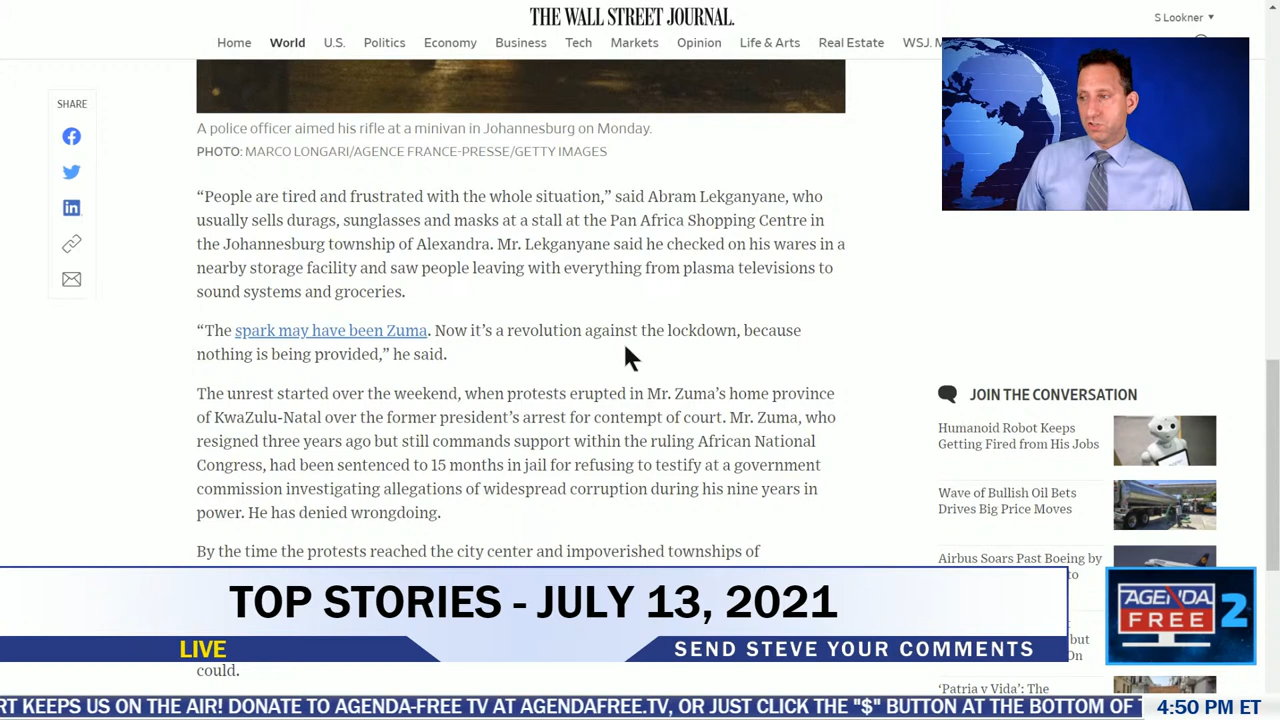 THE WALL STREET JOURNAL.
S Lookner
Home World U.S. Politics Economy Business Tech Markets Opinion Life & Arts Real Estate WSJ.
SHARE
A police officer aimed his rifle at a minivan in Johannesburg on Monday.
PHOTO: MARCO LONGARI/AGENCE FRANCE-PRESSE/GETTY IMAGES
“People are tired and frustrated with the whole situation,” said Abram Lekganyane, who
usually sells durags, sunglasses and masks at a stall at the Pan Africa Shopping Centre in
the Johannesburg township of Alexandra. Mr. Lekganyane said he checked on his wares in a
nearby storage facility and saw people leaving with everything from plasma televisions to
sound systems and groceries.
“The spark may have been Zuma. Now it’s a revolution against the lockdown, because
nothing is being provided,” he said.
The unrest started over the weekend, when protests erupted in Mr. Zuma’s home province
of KwaZulu-Natal over the former president’s arrest for contempt of court. Mr. Zuma, who
resigned three years ago but still commands support within the ruling African National
Congress, had been sentenced to 15 months in jail for refusing to testify at a government
commission investigating allegations of widespread corruption during his nine years in
power. He has denied wrongdoing.
By the time the protests reached the city center and impoverished townships of
could.
JOIN THE CONVERSATION
Humanoid Robot Keeps
Getting Fired from His Jobs
Wave of Bullish Oil Bets
Drives Big Price Moves
Airbus Soars Past Boeing by
to
but
On
‘Patria y Vida’: The
TOP STORIES - JULY 13, 2021
LIVE
SEND STEVE YOUR COMMENTS
AGENDA
FREE 2
RT KEEPS US ON THE AIR! DONATE TO AGENDA-FREE TV AT AGENDAFREE.TV, OR JUST CLICK THE "$" BUTTON AT THE BOTTOM OF
4:50 PM ET